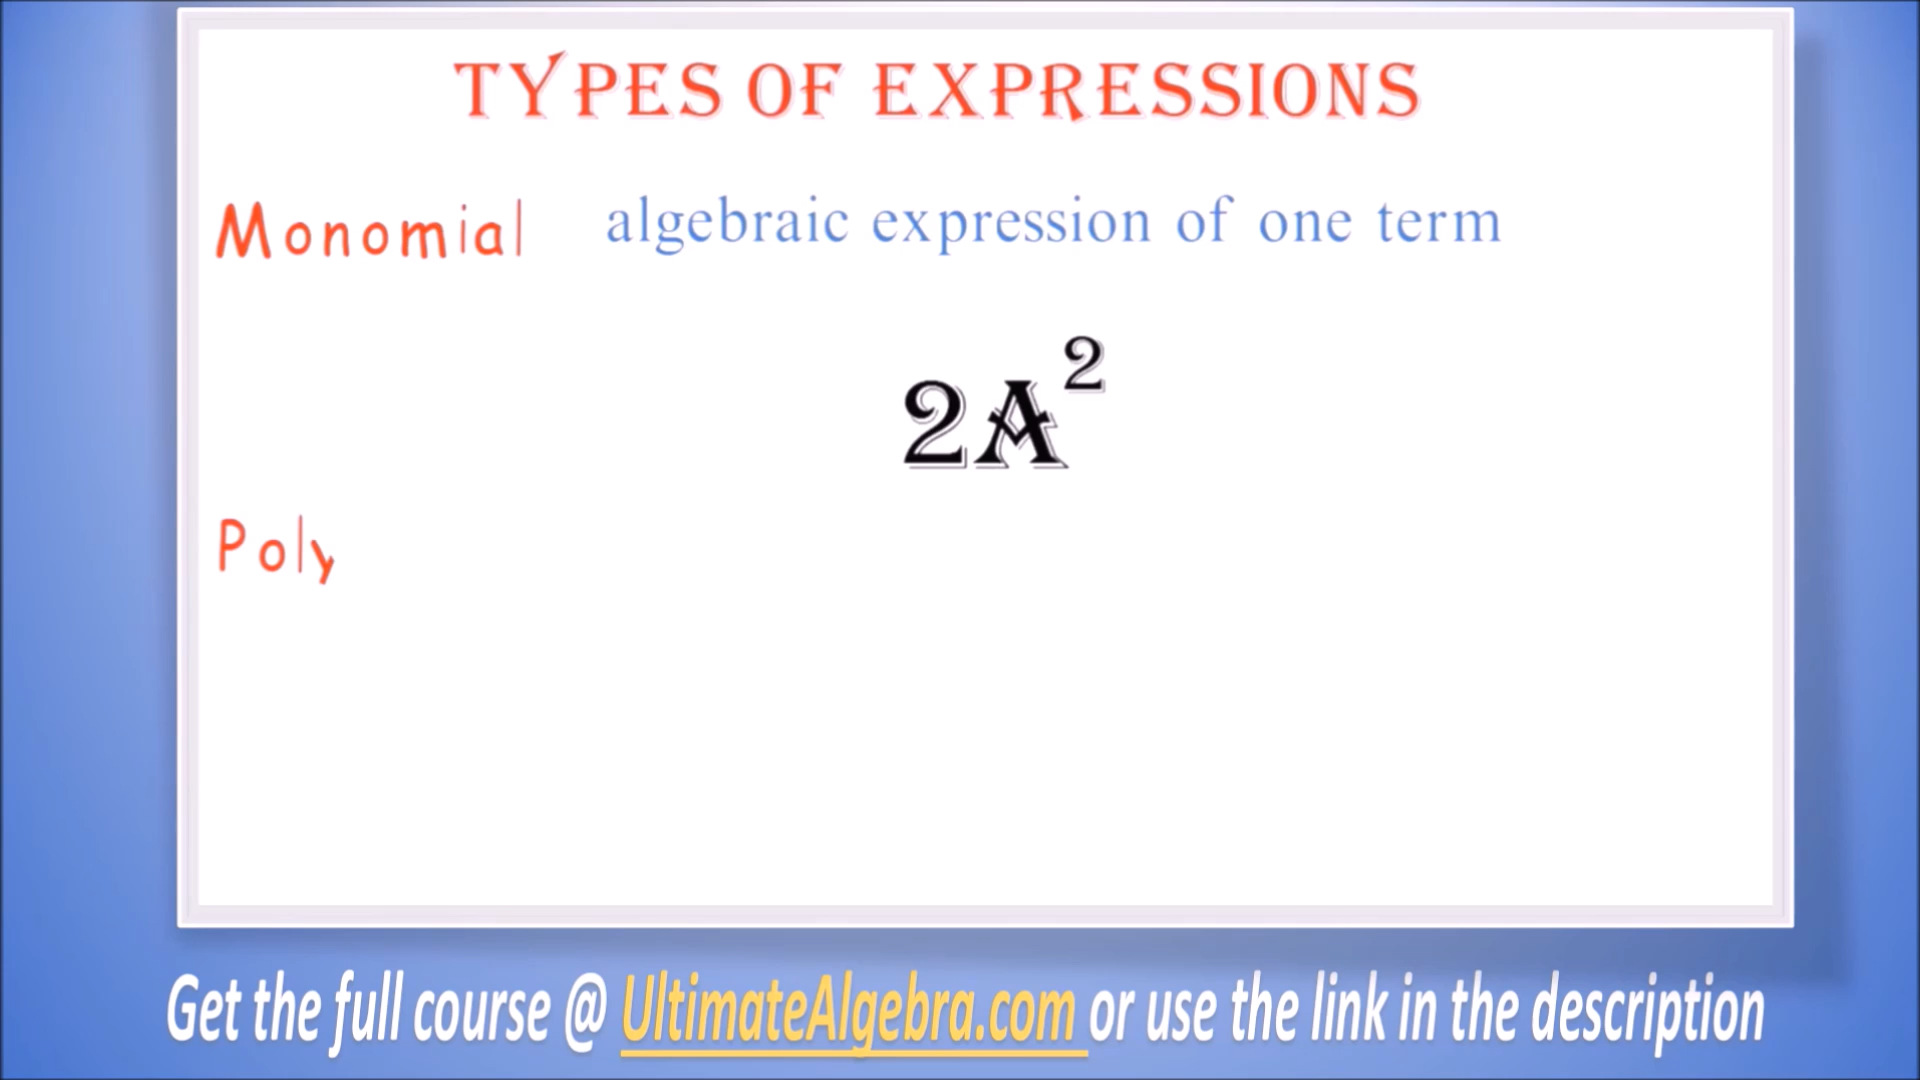 TYPES OF EXPRESSIONS
Monomial algebraic expression of one term
2A²
Poly
Get the full course @ UltimateAlgebra.com or use the link in the description